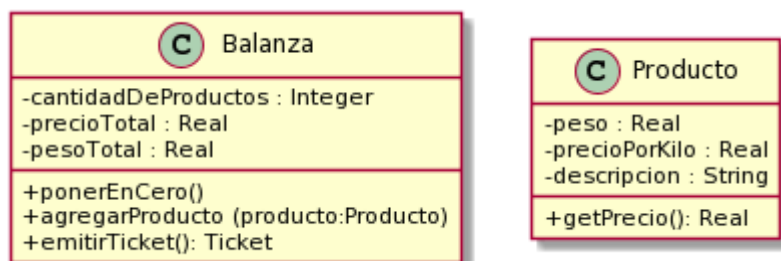 C Balanza
-cantidadDeProductos : Integer
-precioTotal : Real
-pesoTotal : Real
+ponerEnCero()
+agregarProducto (producto:Producto)
+emitirTicket(): Ticket
C Producto
-peso : Real
-precioPorKilo : Real
-descripcion : String
+getPrecio(): Real